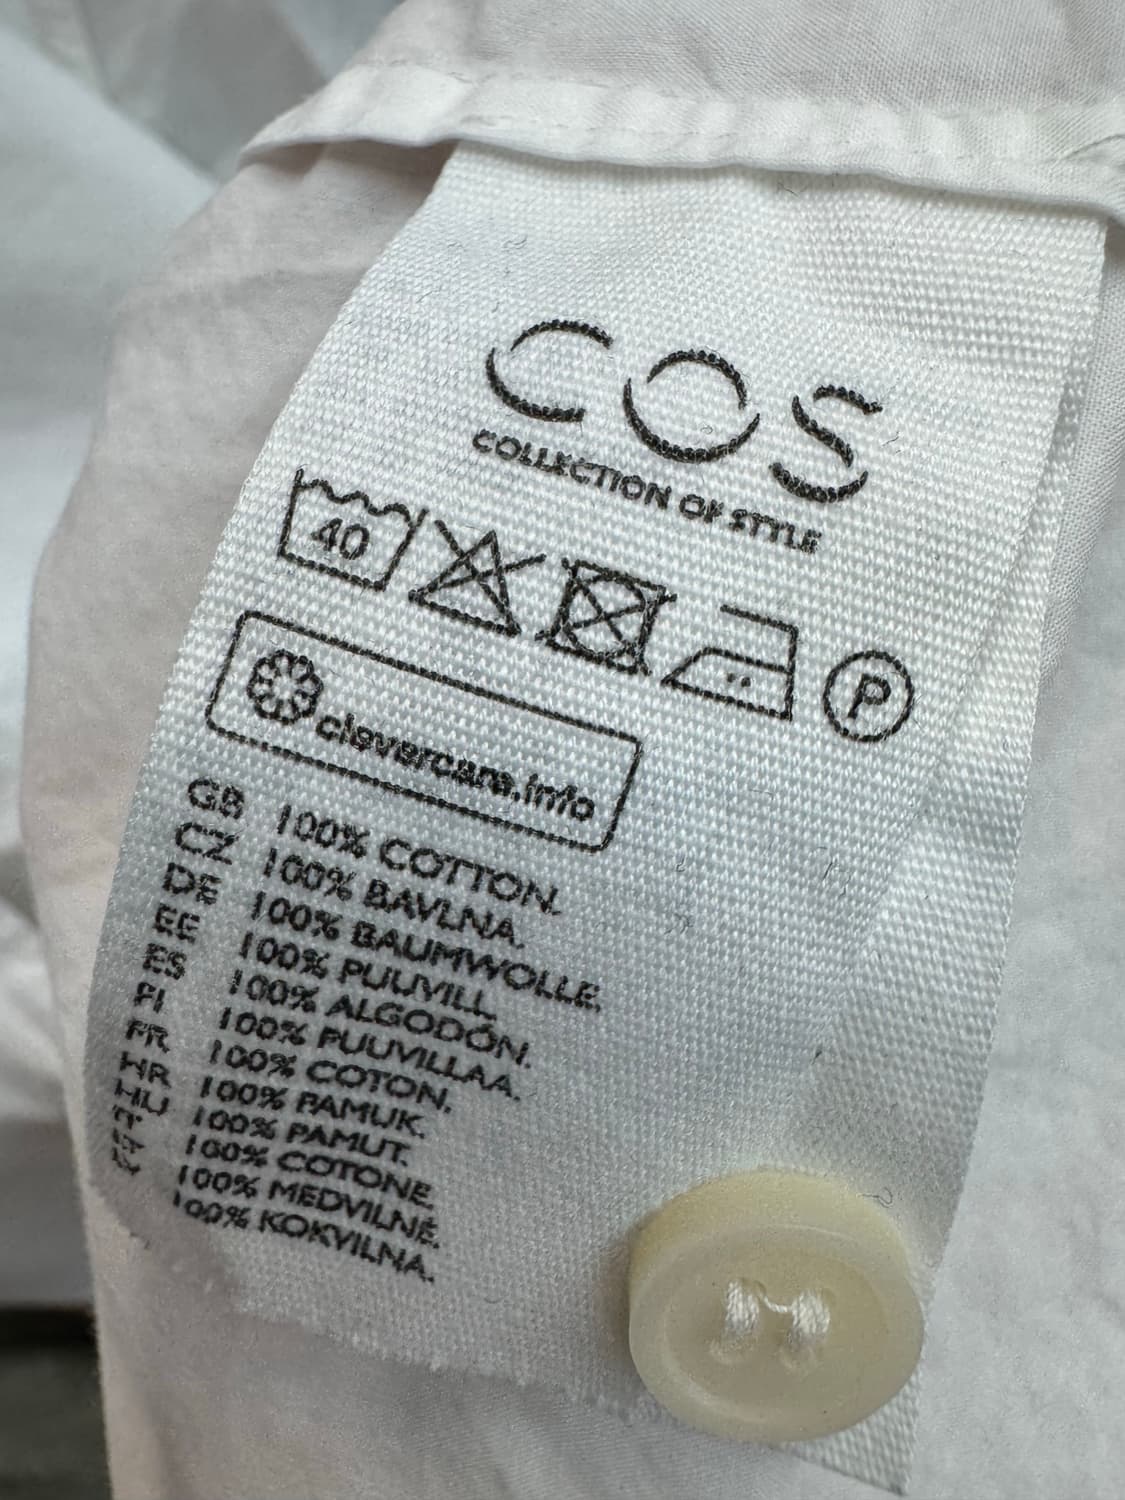 COS
COLLECTION OF STYLE
40
P
clevercare.info
GB 100% COTTON.
CZ 100% BAVLNA.
DE 100% BAUMWOLLE.
EE 100% PUUVILL.
ES 100% ALGODÓN.
FI 100% PUUVILLAA.
FR 100% COTON.
HR 100% PAMUK.
HU 100% PAMUT.
IT 100% COTONE.
LT 100% MEDVILNĖ.
LV 100% KOKVILNA.